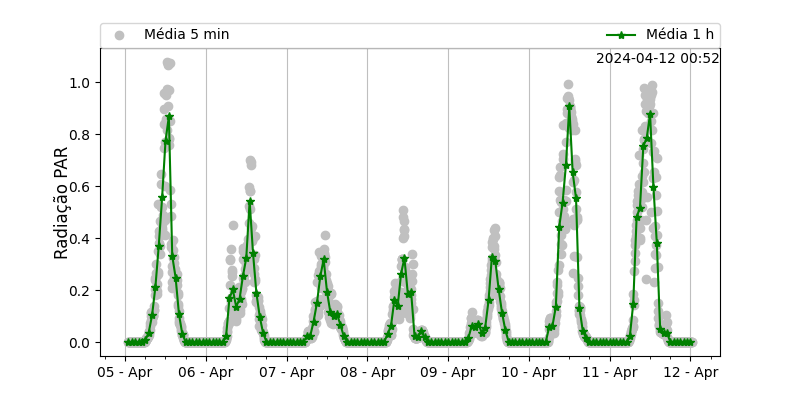 Média 5 min
Média 1 h
2024-04-12 00:52
Radiação PAR
1.0
0.8
0.6
0.4
0.2
0.0
05 - Apr
06 - Apr
07 - Apr
08 - Apr
09 - Apr
10 - Apr
11 - Apr
12 - Apr